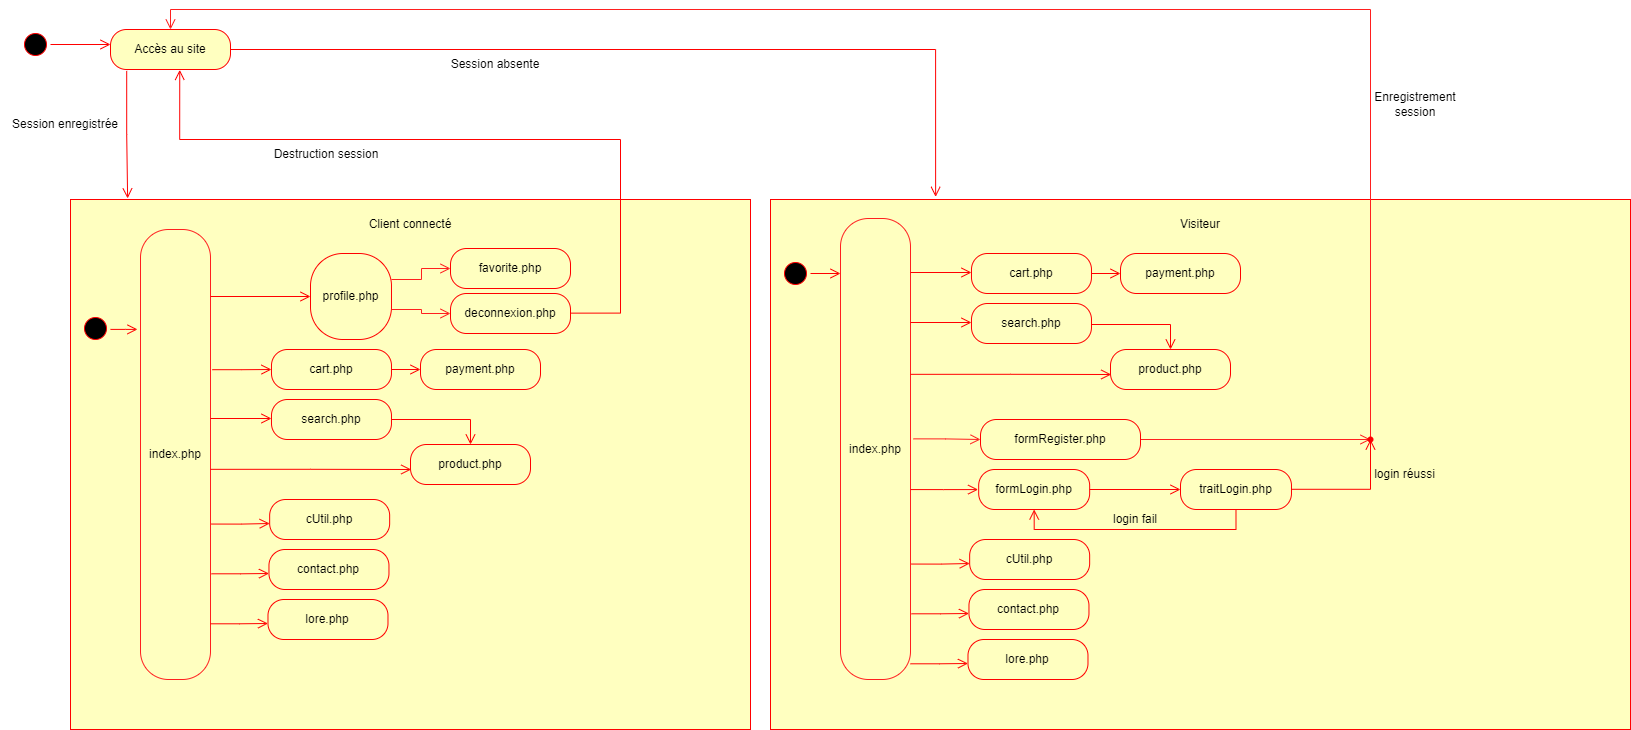 Accès au site
Session absente
Enregistrement
session
Session enregistrée
Destruction session
Client connecté
index.php
profile.php
favorite.php
deconnexion.php
cart.php
payment.php
search.php
product.php
cUtil.php
contact.php
lore.php
Visiteur
index.php
cart.php
payment.php
search.php
product.php
formRegister.php
formLogin.php
traitLogin.php
login réussi
login fail
cUtil.php
contact.php
lore.php